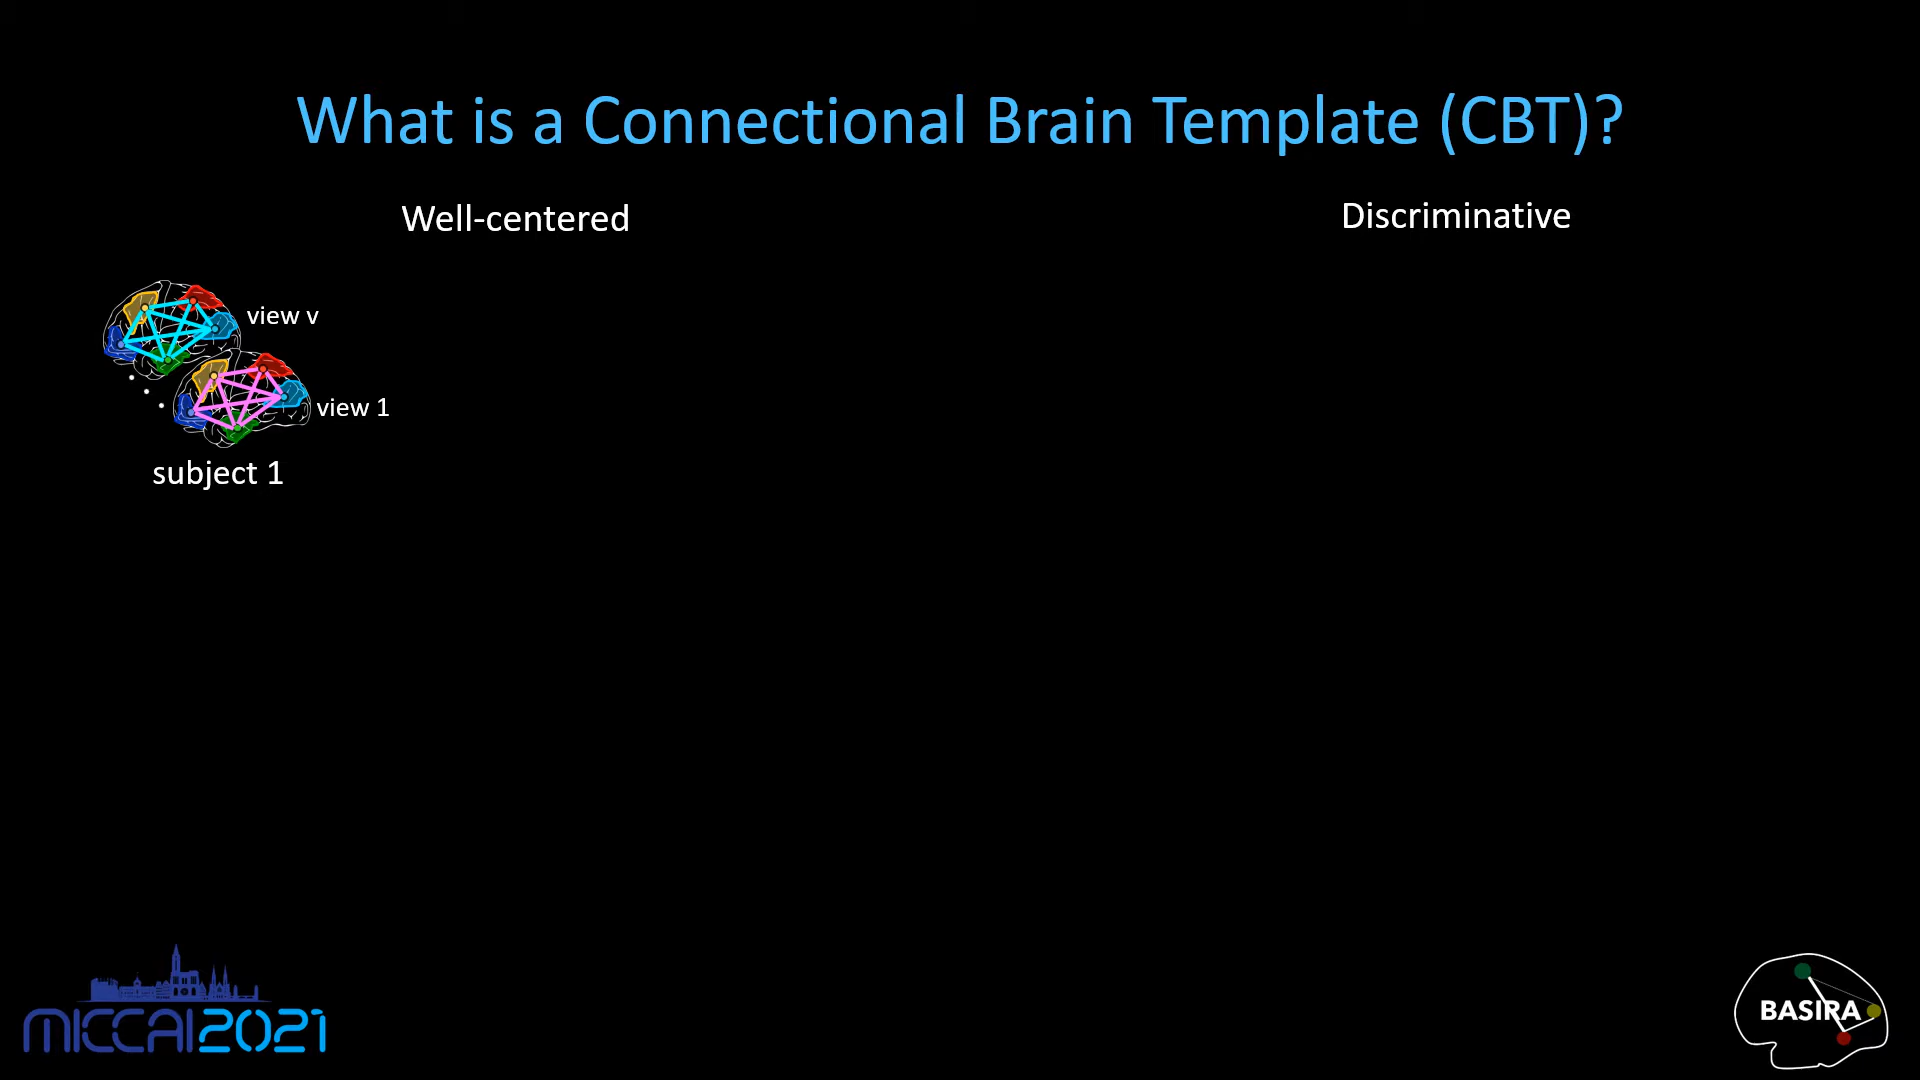 What is a Connectional Brain Template (CBT)?
Well-centered
Discriminative
view v
view 1
subject 1
MICCAI2021
BASIRA